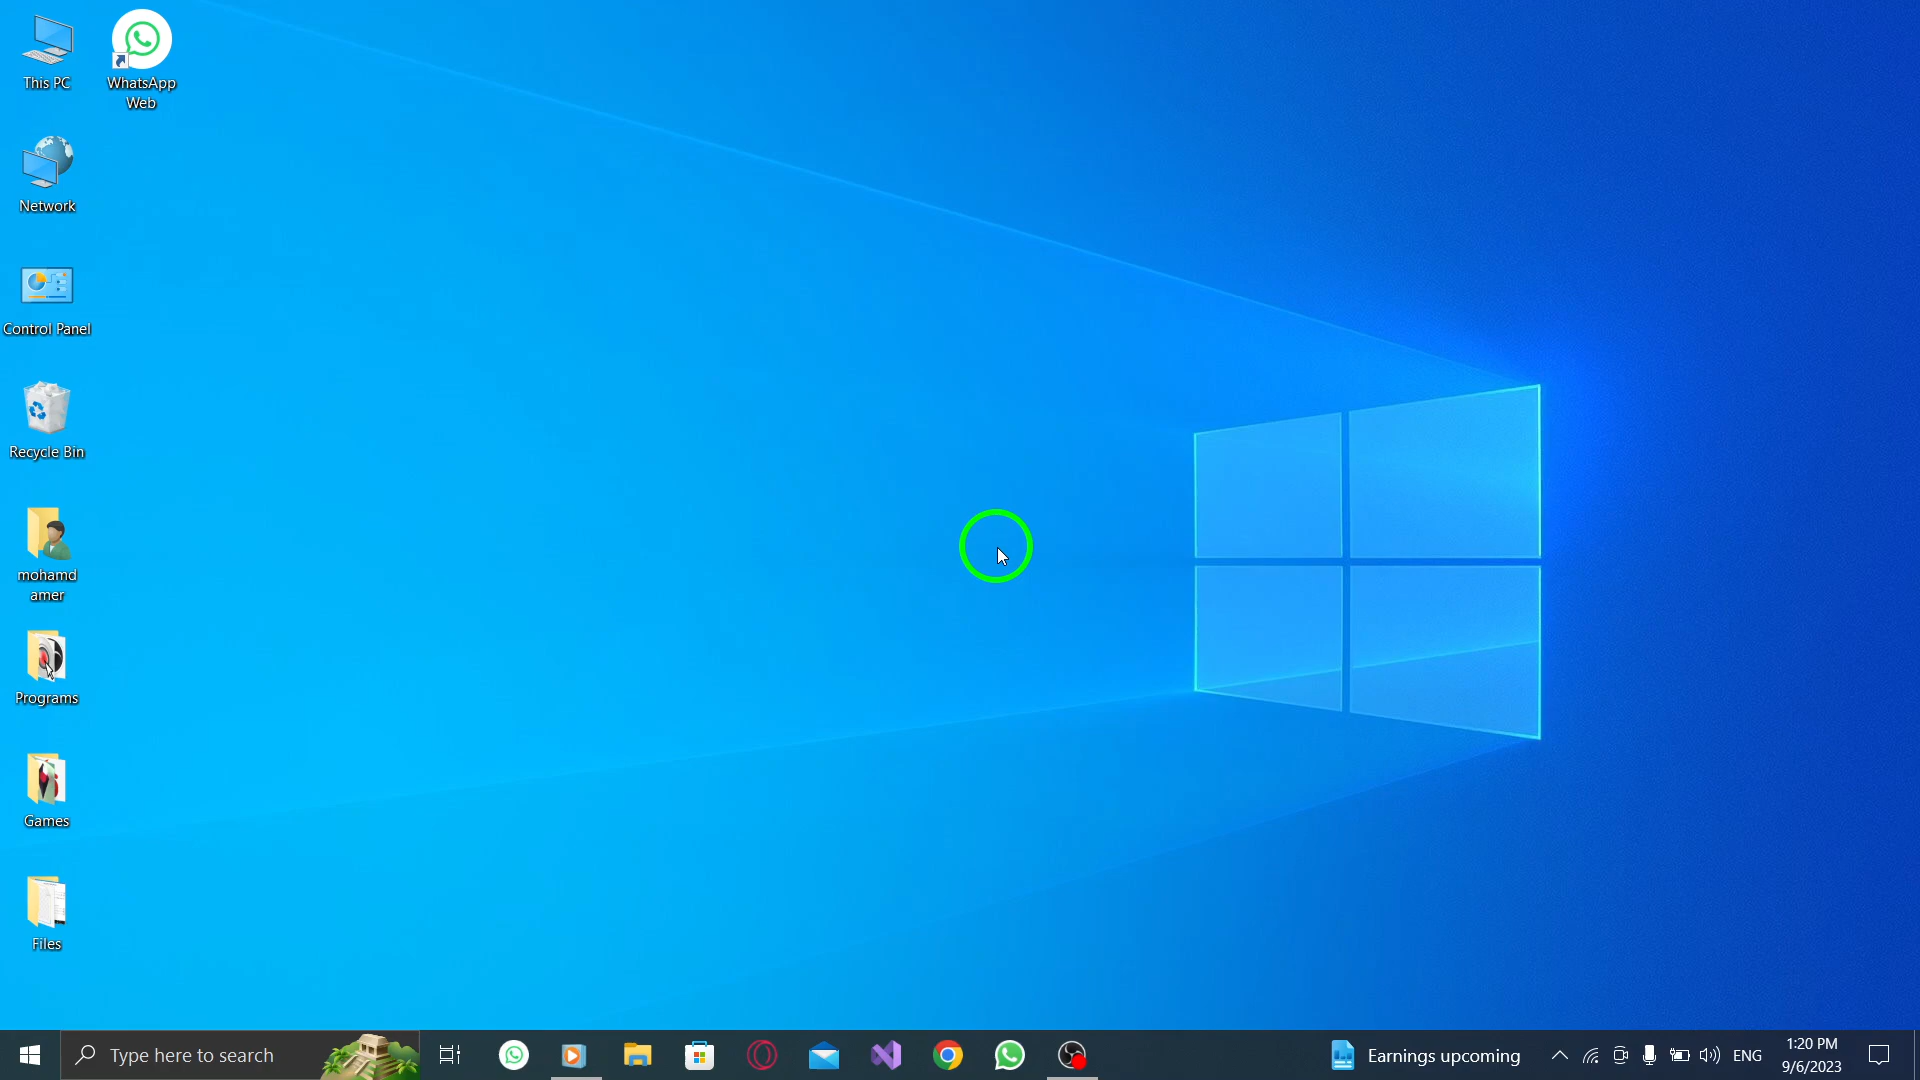 This PC
WhatsApp
Web
Network
Control Panel
Recycle Bin
mohamd
amer
Programs
Games
Files
Type here to search
Earnings upcoming
ENG
1:20 PM
9/6/2023